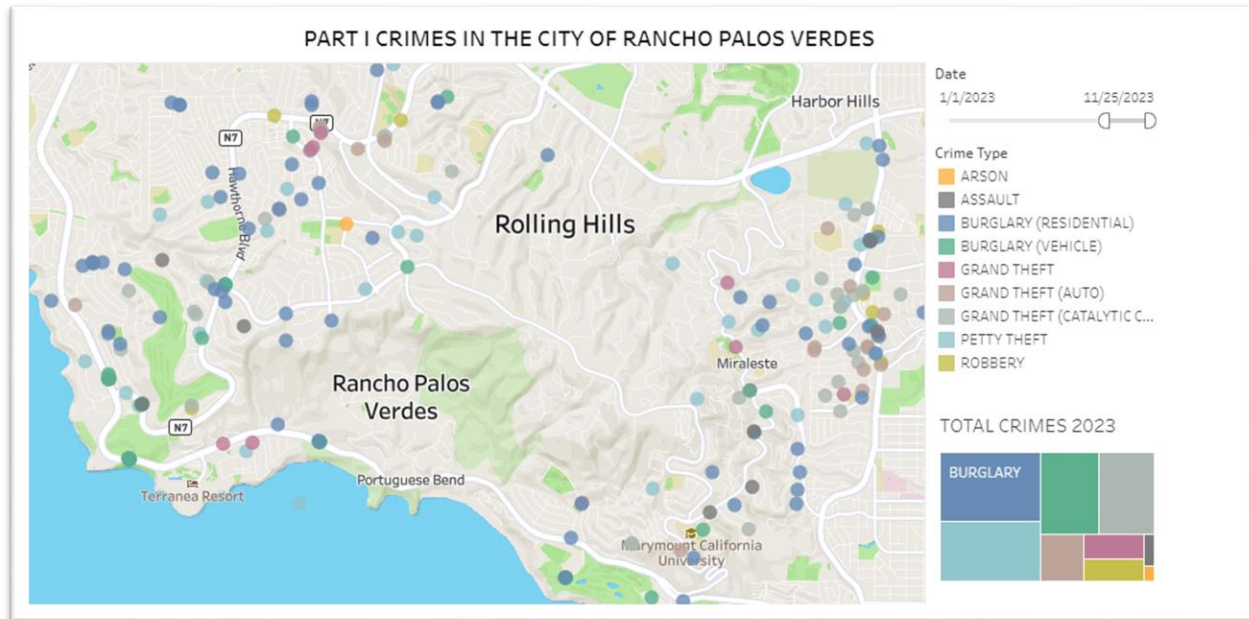 PART I CRIMES IN THE CITY OF RANCHO PALOS VERDES
Date
1/1/2023 11/25/2023
Crime Type
ARSON
ASSAULT
BURGLARY (RESIDENTIAL)
BURGLARY (VEHICLE)
GRAND THEFT
GRAND THEFT (AUTO)
GRAND THEFT (CATALYTIC C...
PETTY THEFT
ROBBERY
TOTAL CRIMES 2023
BURGLARY
Harbor Hills
N7
N7
Hawthorne Blvd
Rolling Hills
Miraleste
Rancho Palos
Verdes
N7
Terranea Resort
Portuguese Bend
Marymount California
University